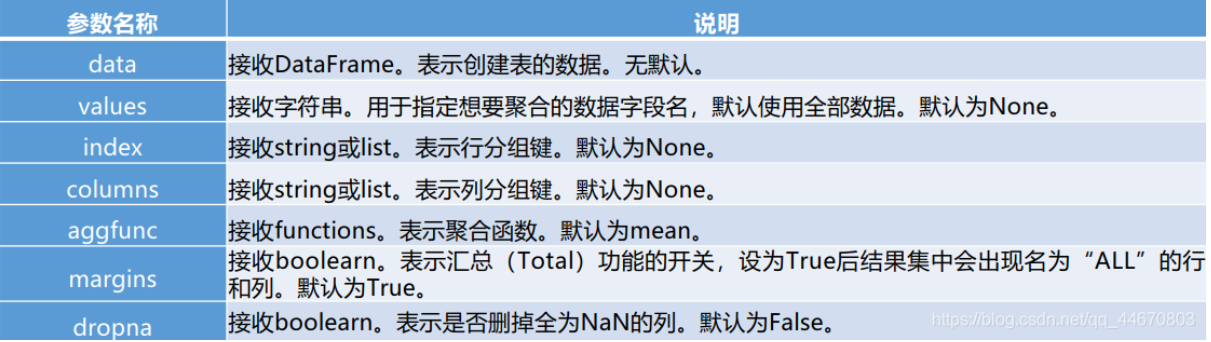 参数名称 说明
data 接收DataFrame。表示创建表的数据。无默认。
values 接收字符串。用于指定想要聚合的数据字段名，默认使用全部数据。默认为None。
index 接收string或list。表示行分组键。默认为None。
columns 接收string或list。表示列分组键。默认为None。
aggfunc 接收functions。表示聚合函数。默认为mean。
margins 接收boolearn。表示汇总（Total）功能的开关，设为True后结果集中会出现名为“ALL”的行
和列。默认为True。
dropna 接收boolearn。表示是否删掉全为NaN的列。默认为False。
https://blog.csdn.net/qq_44670803